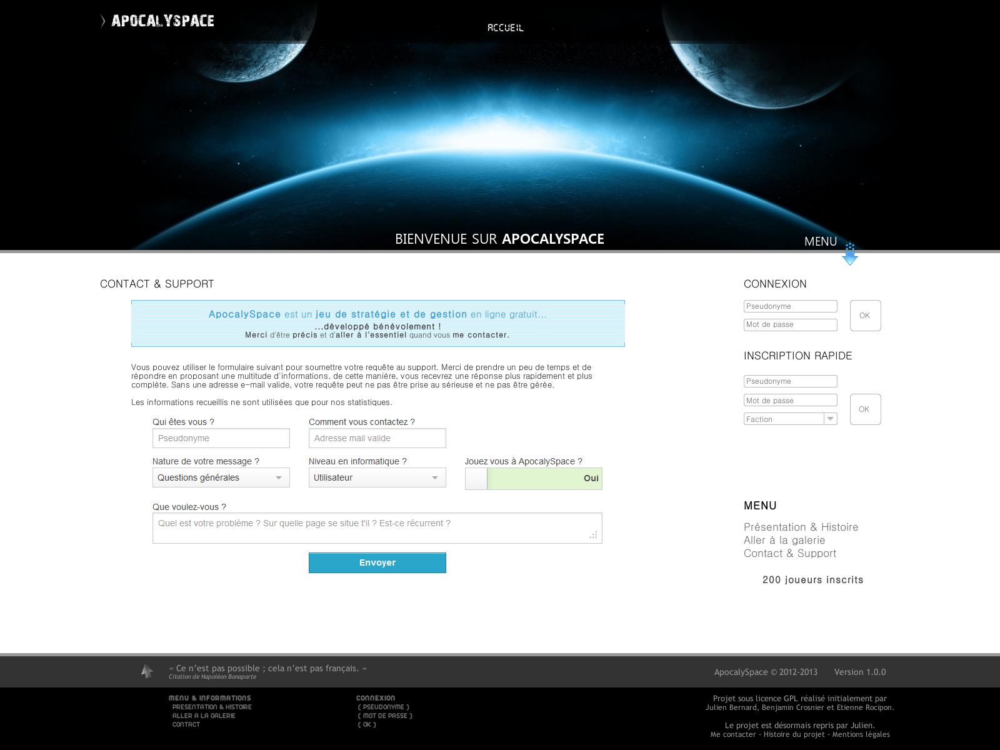 APOCALYSPACE
ACCUEIL
BIENVENUE SUR APOCALYSPACE
MENU
CONTACT & SUPPORT
ApocalySpace est un jeu de stratégie et de gestion en ligne gratuit...
...développé bénévolement !
Merci d'être précis et d'aller à l'essentiel quand vous me contacter.
Vous pouvez utiliser le formulaire suivant pour soumettre votre requête au support. Merci de prendre un peu de temps et de
répondre en proposant une multitude d'informations, de cette manière, vous recevrez une réponse plus rapidement et plus
complète. Sans une adresse e-mail valide, votre requête peut ne pas être prise au sérieuse et ne pas être gérée.
Les informations recueillis ne sont utilisées que pour nos statistiques.
Qui êtes vous ?
Pseudonyme
Comment vous contactez ?
Adresse mail valide
Nature de votre message ?
Questions générales
Niveau en informatique ?
Utilisateur
Jouez vous à ApocalySpace ?
Oui
Que voulez-vous ?
Quel est votre problème ? Sur quelle page se situe t'il ? Est-ce récurrent ?
Envoyer
CONNEXION
Pseudonyme
Mot de passe
OK
INSCRIPTION RAPIDE
Pseudonyme
Mot de passe
Faction
OK
MENU
Présentation & Histoire
Aller à la galerie
Contact & Support
200 joueurs inscrits
« Ce n'est pas possible ; cela n'est pas français. »
Citation de Napoléon Bonaparte
ApocalySpace © 2012-2013 Version 1.0.0
MENU & INFORMATIONS
PRESENTATION & HISTOIRE
ALLER A LA GALERIE
CONTACT
CONNEXION
( PSEUDONYME )
( MOT DE PASSE )
( OK )
Projet sous licence GPL réalisé initialement par
Julien Bernard, Benjamin Crosnier et Etienne Rocipon.
Le projet est désormais repris par Julien.
Me contacter - Histoire du projet - Mentions légales